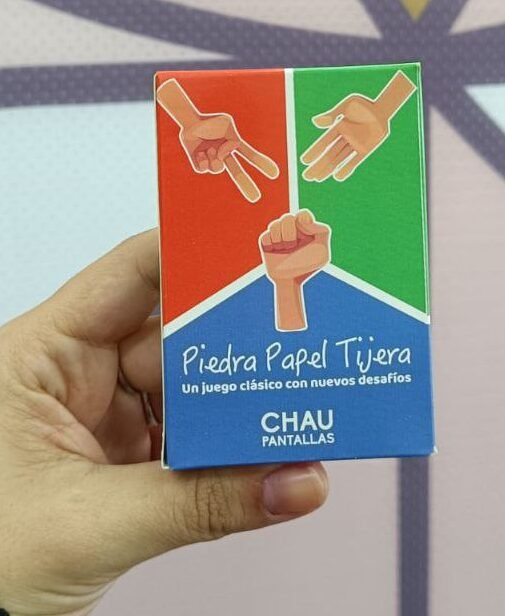 Piedra Papel Tijera
Un juego clásico con nuevos desafíos
CHAU
PANTALLAS